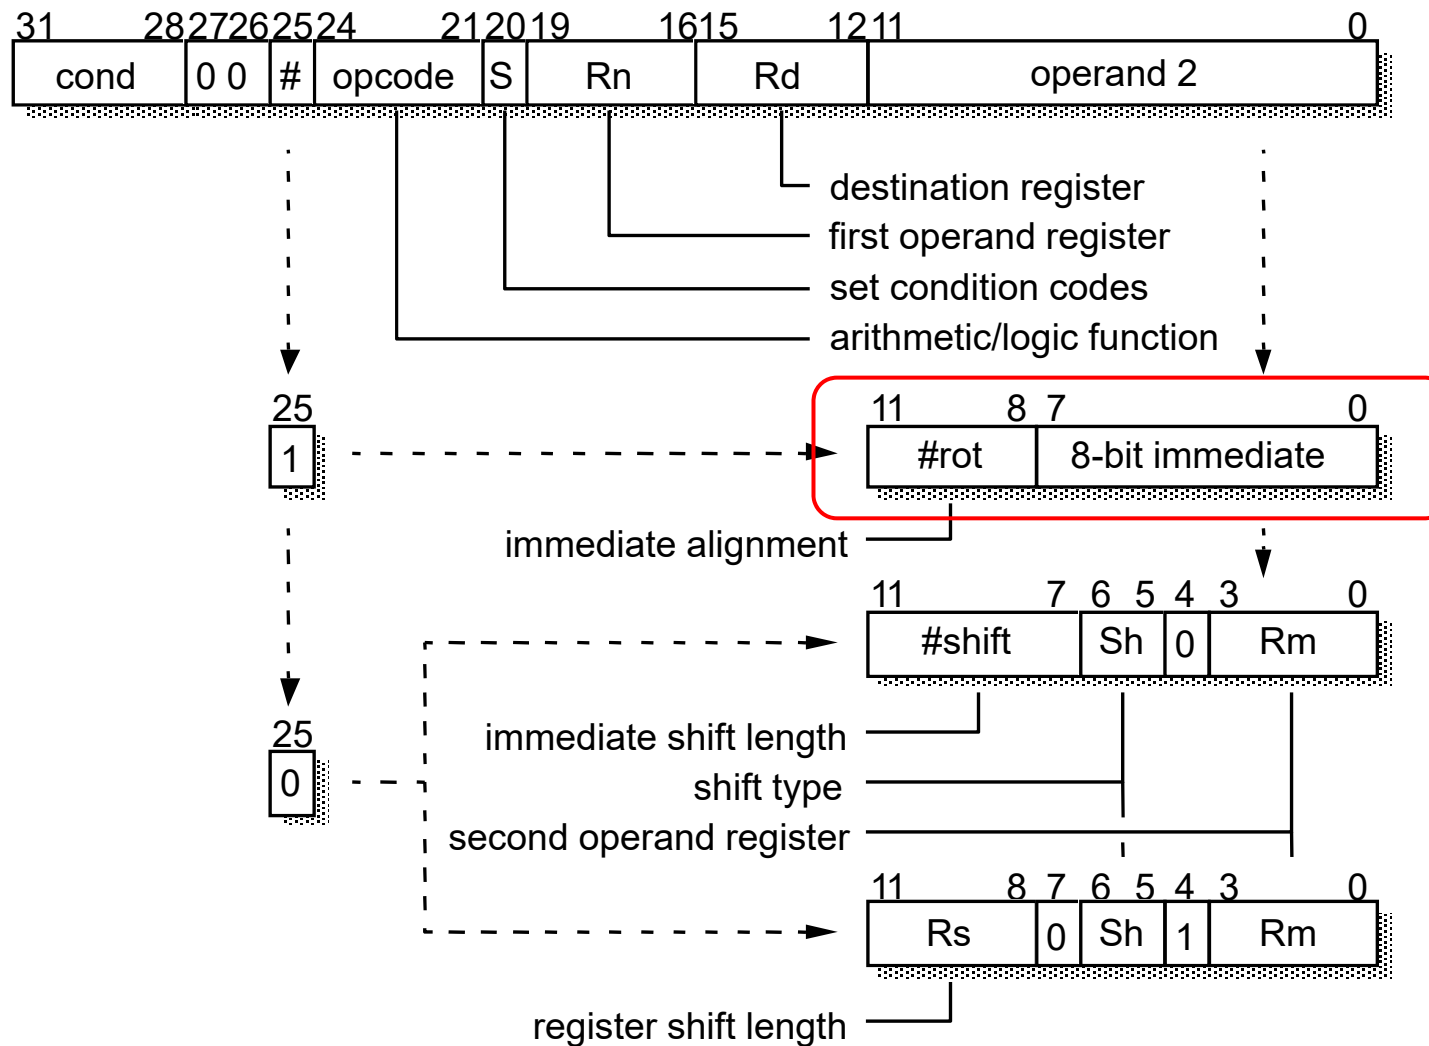 31 28 27 26 25 24 21 20 19 16 15 12 11 0
cond 0 0 # opcode S Rn Rd operand 2
destination register
first operand register
set condition codes
arithmetic/logic function
25
1
11 8 7 0
#rot 8-bit immediate
immediate alignment
11 7 6 5 4 3 0
#shift Sh 0 Rm
25
0
immediate shift length
shift type
second operand register
11 8 7 6 5 4 3 0
Rs 0 Sh 1 Rm
register shift length